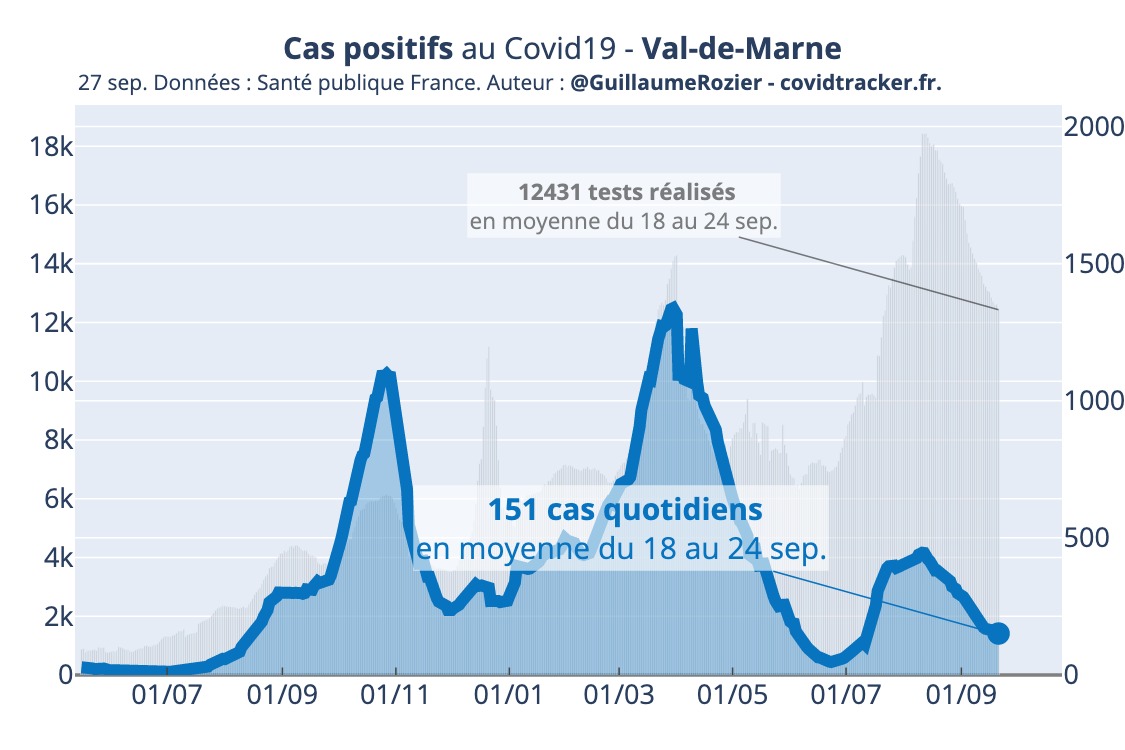 Cas positifs au Covid19 - Val-de-Marne
27 sep. Données : Santé publique France. Auteur : @GuillaumeRozier - covidtracker.fr.
2000
18k
12431 tests réalisés
en moyenne du 18 au 24 sep.
16k
14k
1500
12k
10k
1000
8k
6k
151 cas quotidiens
en moyenne du 18 au 24 sep.
500
4k
2k
0
0
01/07 01/09 01/11 01/01 01/03 01/05 01/07 01/09